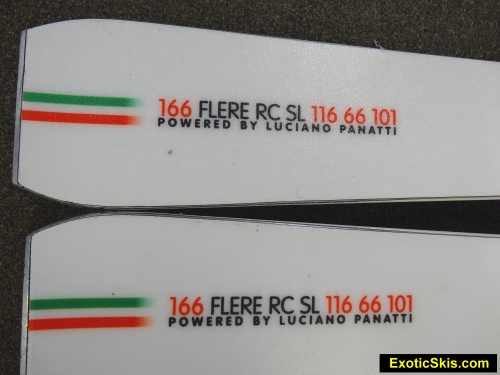 166 FLERE RC SL 116 66 101
POWERED BY LUCIANO PANATTI
166 FLERE RC SL 116 66 101
POWERED BY LUCIANO PANATTI
ExoticSkis.com